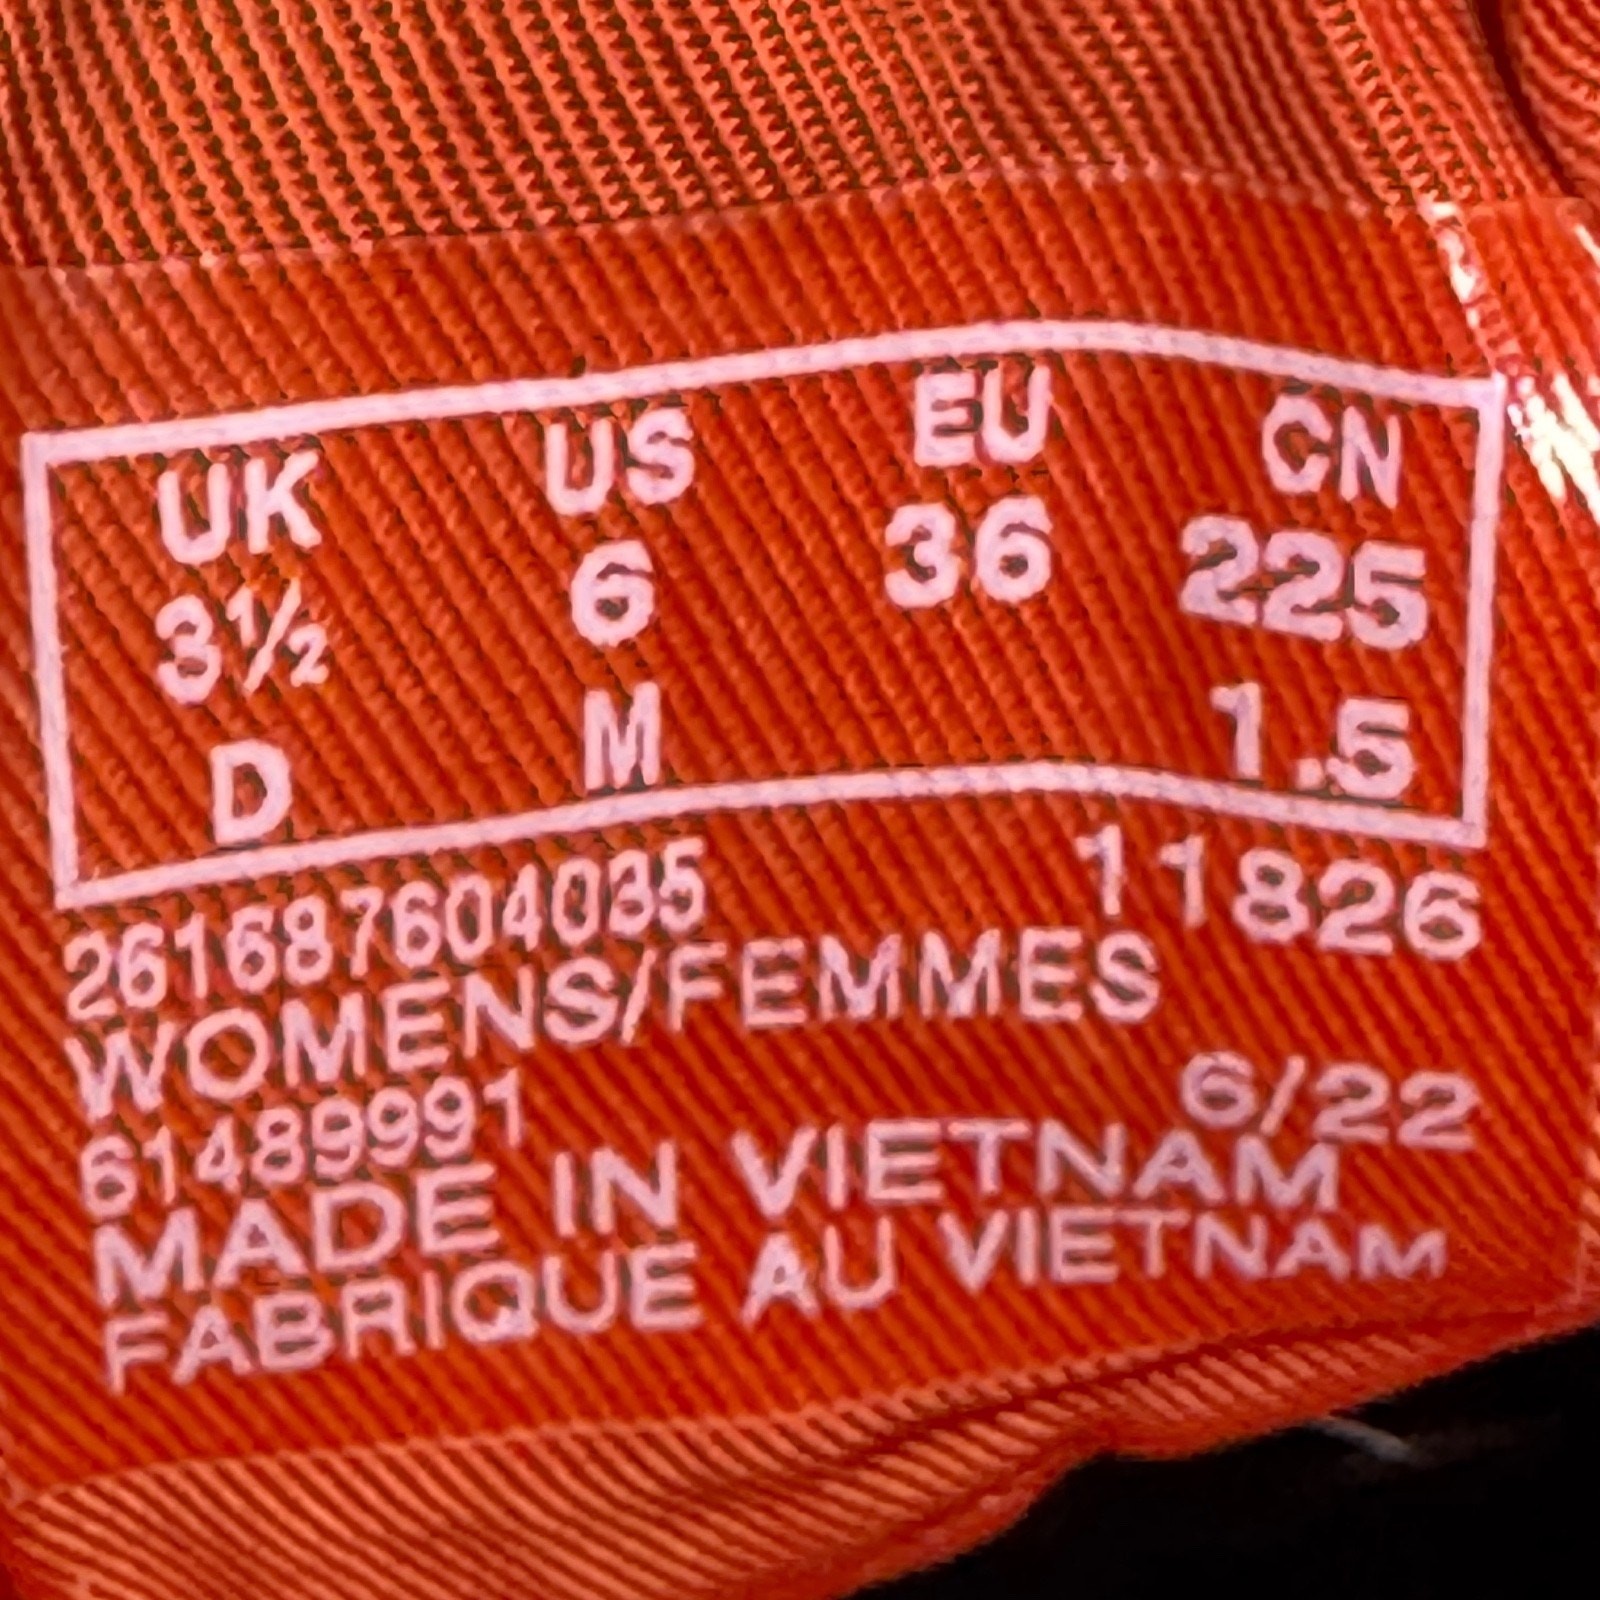 UK US EU CN
3½ 6 36 225
D M 1.5
261687604035 11826
WOMENS/FEMMES
61489991 6/22
MADE IN VIETNAM
FABRIQUE AU VIETNAM